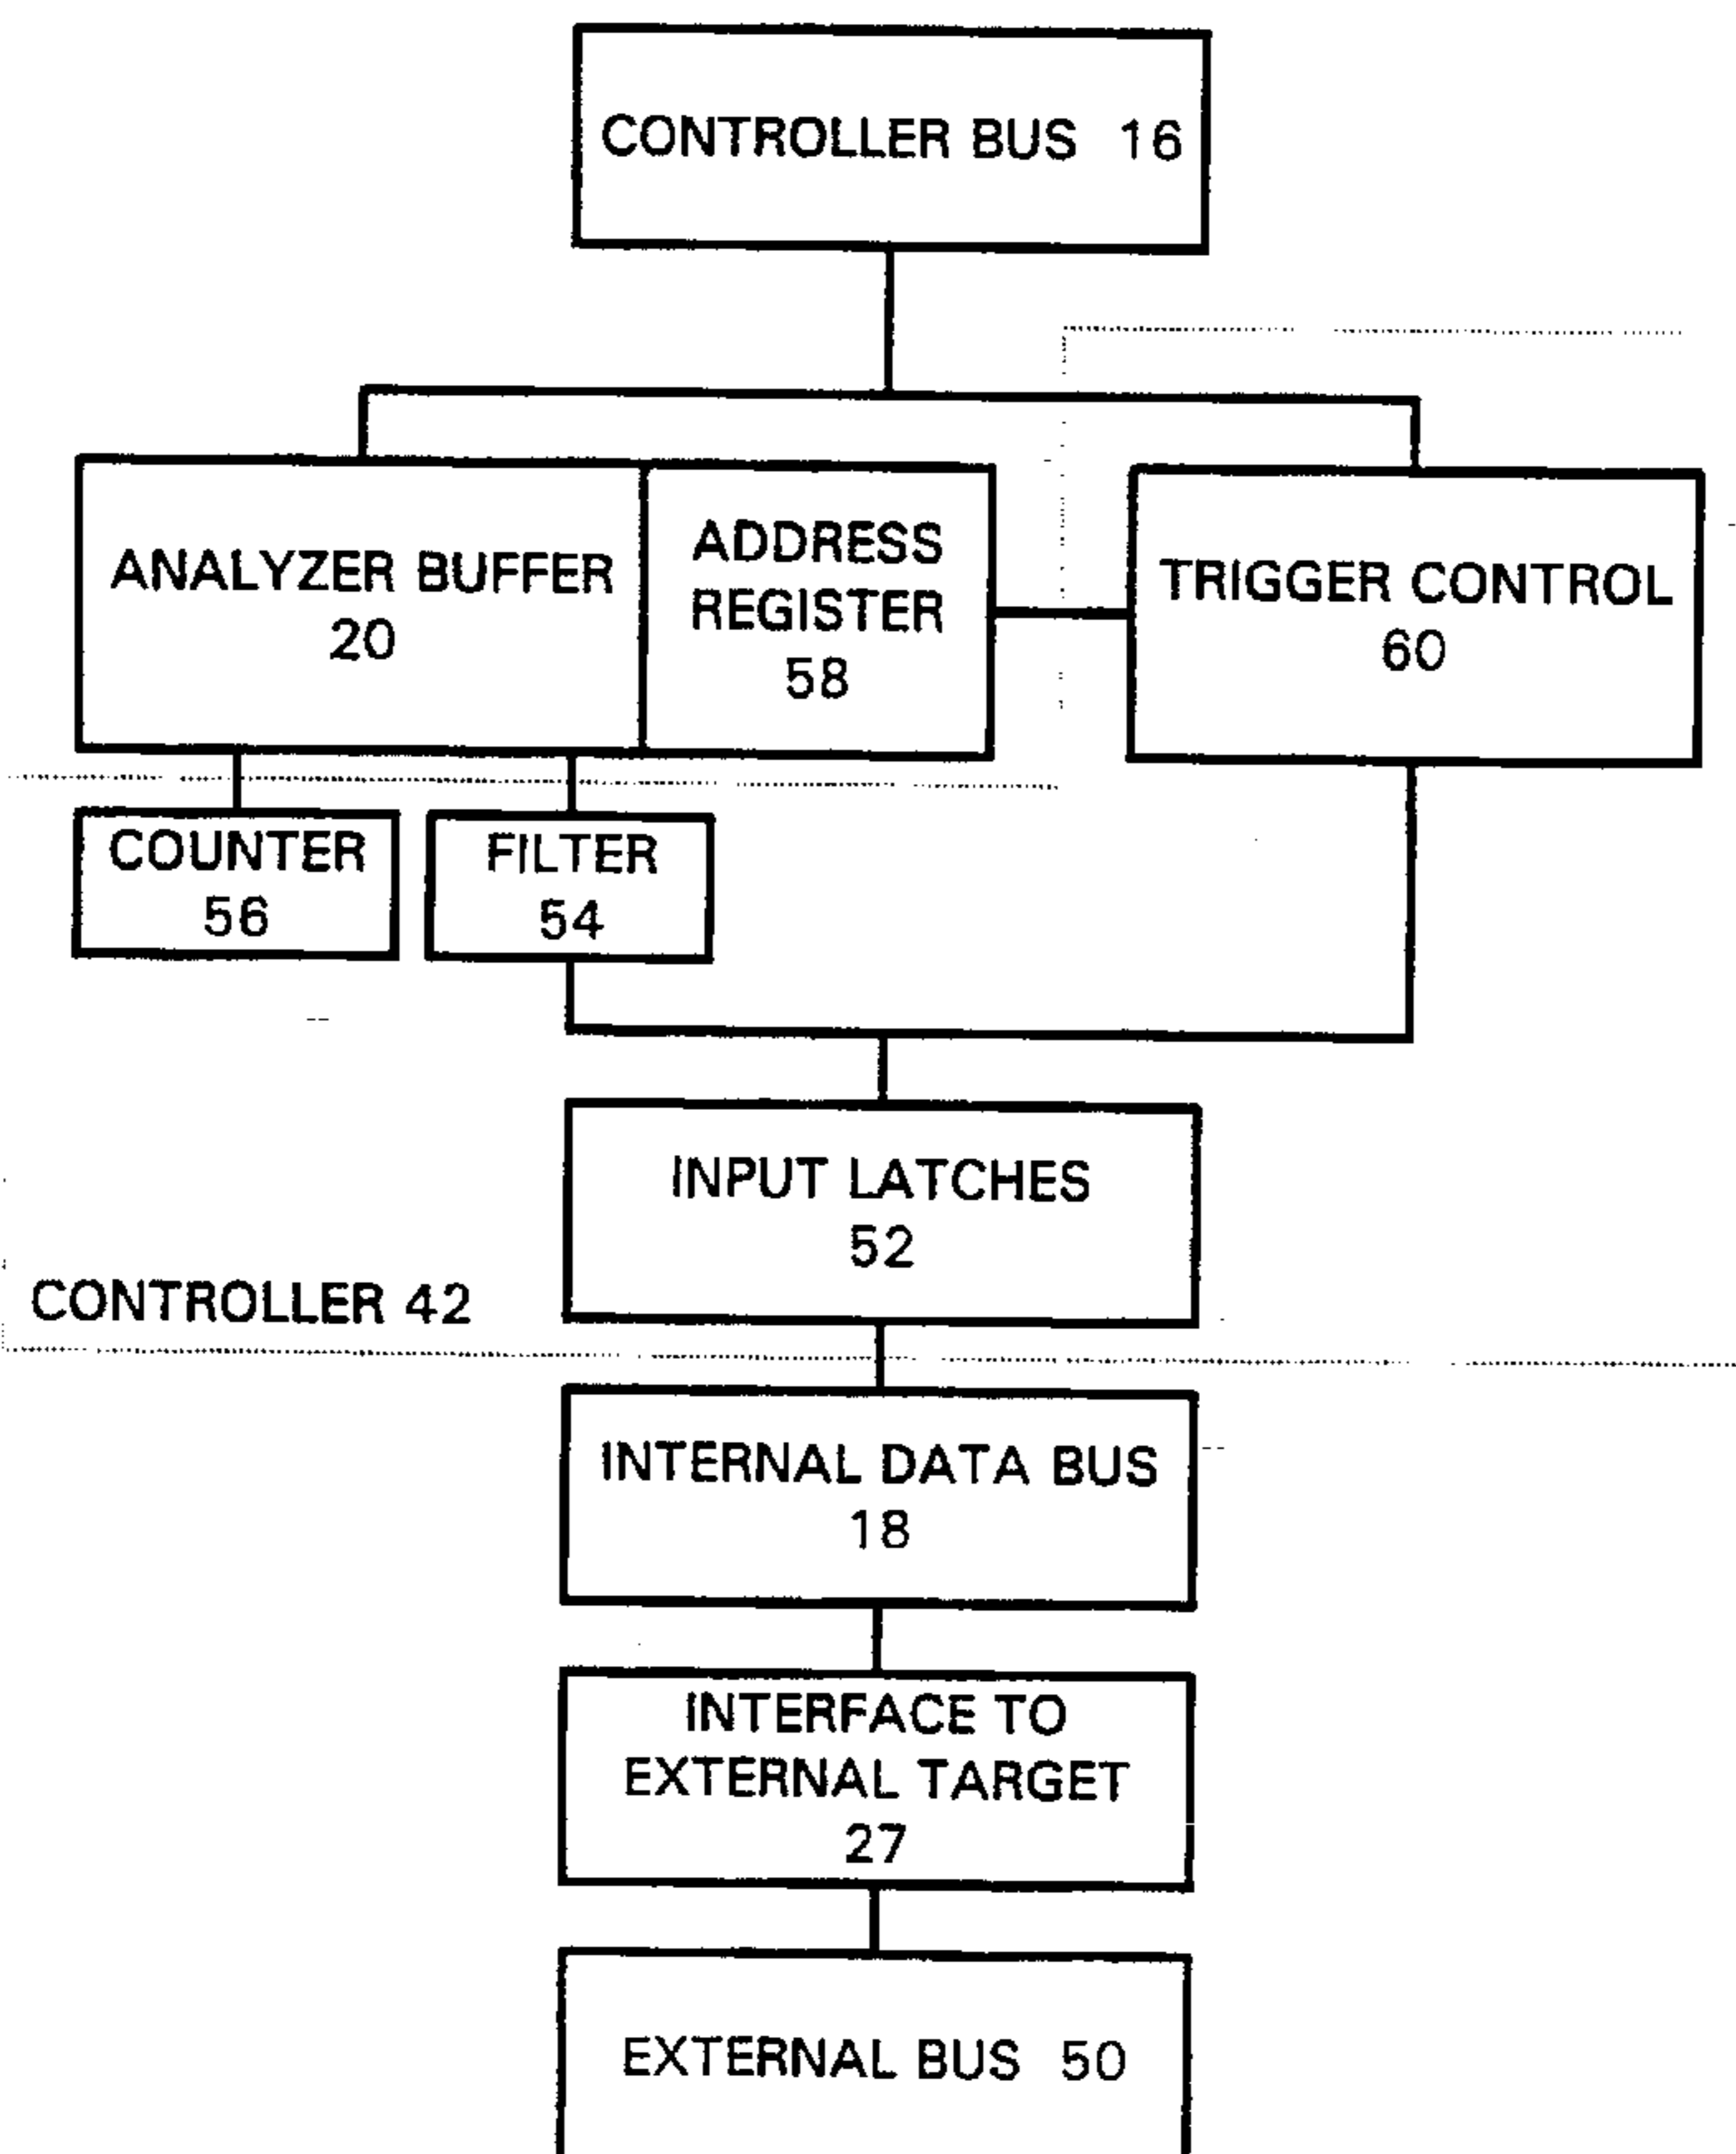 CONTROLLER BUS 16
ANALYZER BUFFER
20
ADDRESS
REGISTER
58
TRIGGER CONTROL
60
COUNTER
56
FILTER
54
INPUT LATCHES
52
CONTROLLER 42
INTERNAL DATA BUS
18
INTERFACE TO
EXTERNAL TARGET
27
EXTERNAL BUS 50